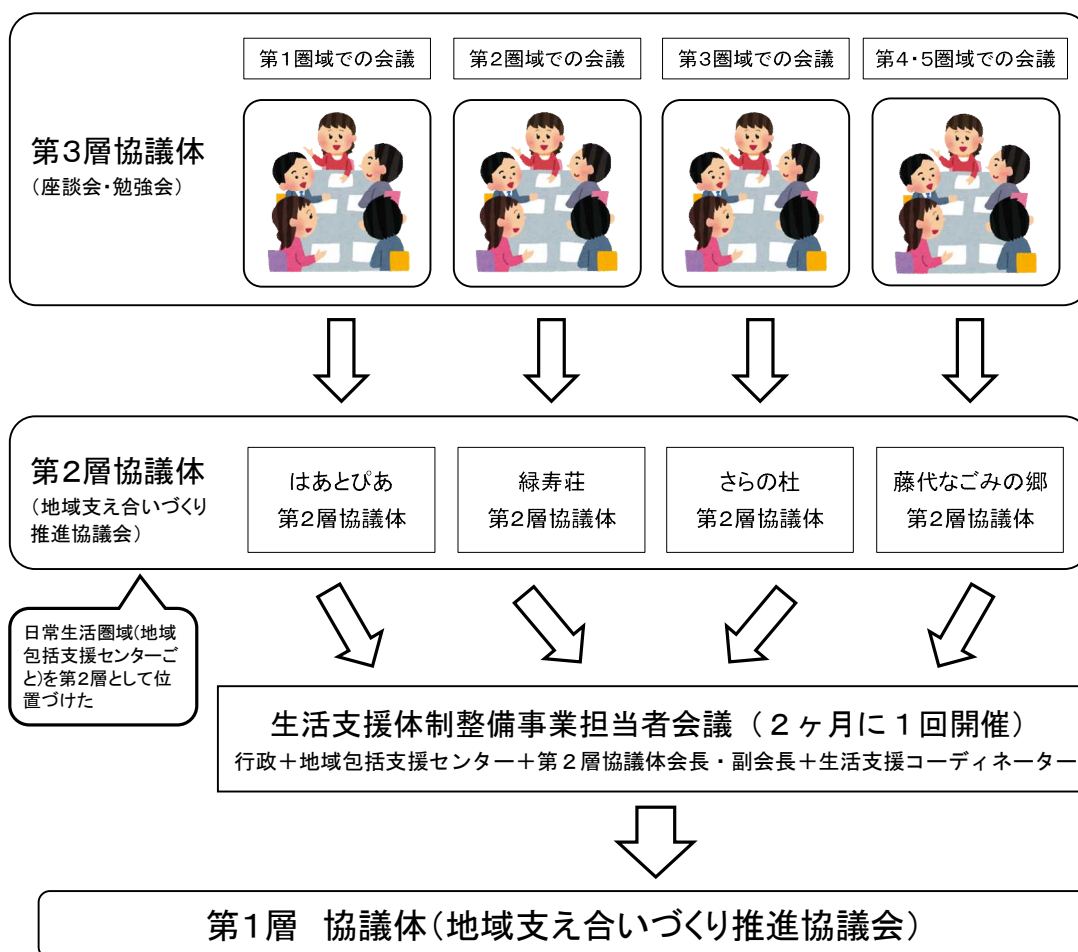 第1圏域での会議
第2圏域での会議
第3圏域での会議
第4・5圏域での会議
第3層協議体
（座談会・勉強会）
第2層協議体
（地域支え合いづくり
推進協議会）
はあとぴあ
第2層協議体
緑寿荘
第2層協議体
さらの杜
第2層協議体
藤代なごみの郷
第2層協議体
日常生活圏域（地域
包括支援センターご
と）を第2層として位
置づけた
生活支援体制整備事業担当者会議（２ヶ月に１回開催）
行政＋地域包括支援センター＋第２層協議体会長・副会長＋生活支援コーディネーター
第1層 協議体（地域支え合いづくり推進協議会）